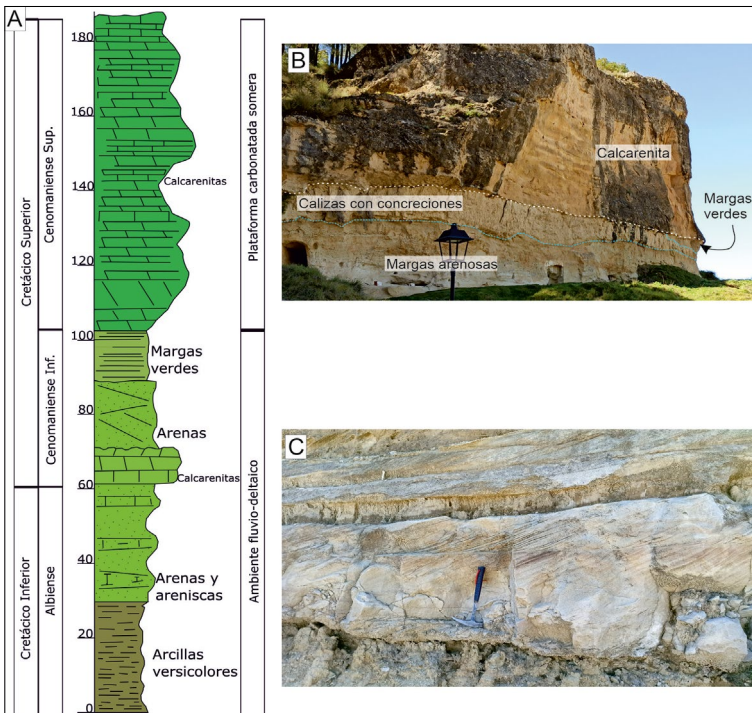 A
180
160
140
120
100
80
60
40
20
0
Cretácico Superior
Cretácico Inferior
Cenomaniense Sup.
Cenomaniense Inf.
Albiense
Calcarenitas
Margas
verdes
Arenas
Calcarenitas
Arenas y
areniscas
Arcillas
versicolores
Plataforma carbonatada somera
Ambiente fluvio-deltaico
B
Calcarenita
Calizas con concreciones
Margas
verdes
Margas arenosas
C